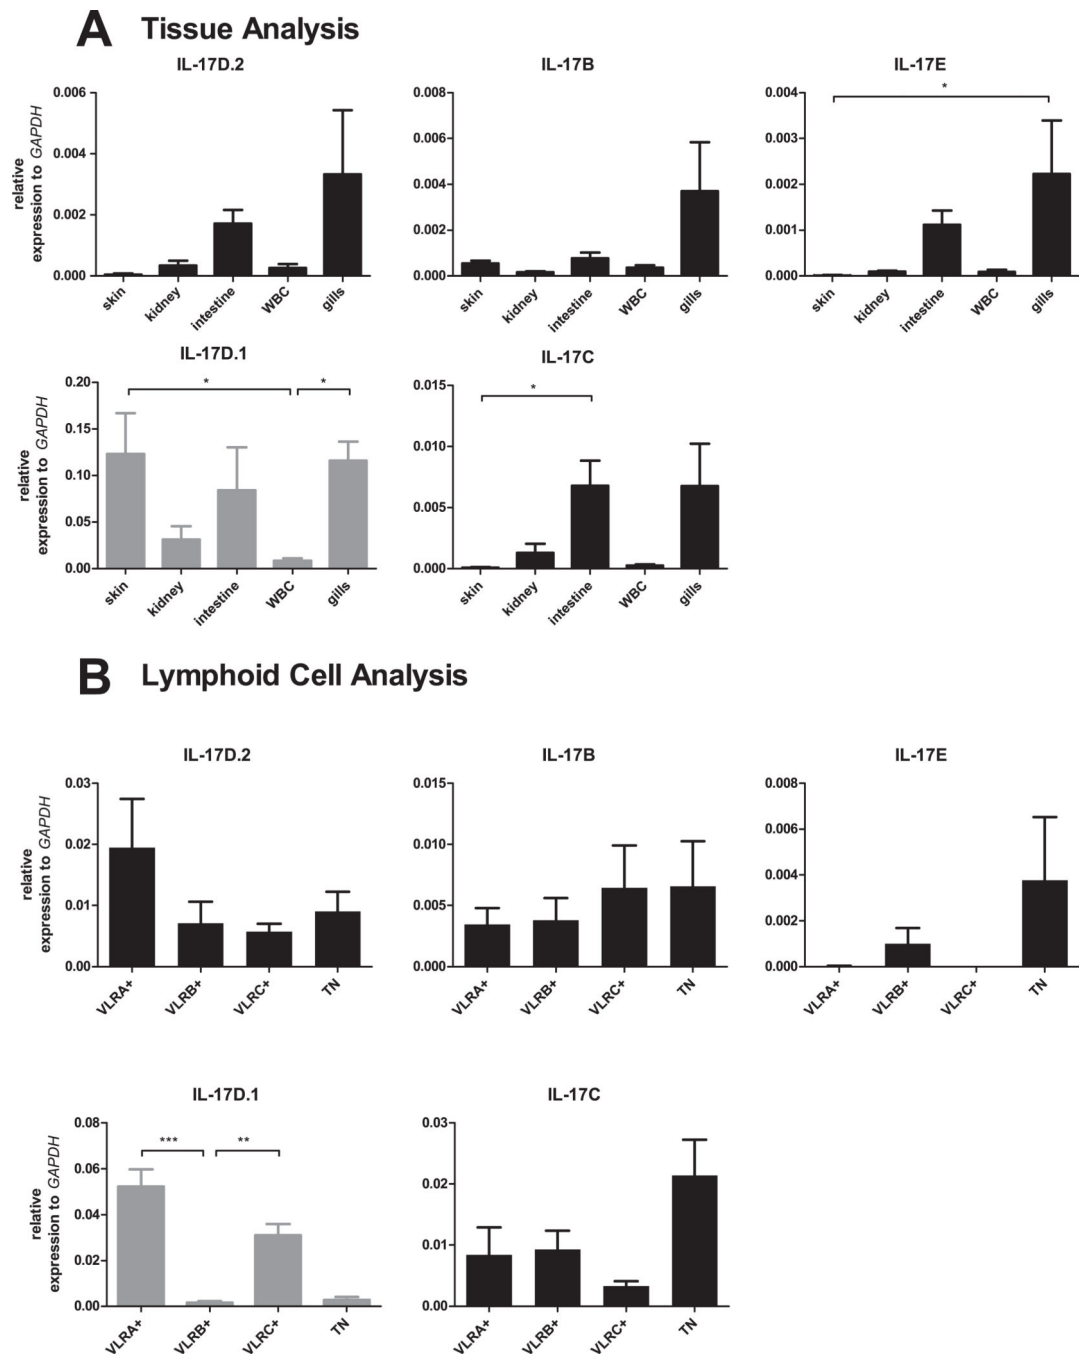 A Tissue Analysis
IL-17D.2
relative
expression to GAPDH
0.006
0.004
0.002
0.000
skin
kidney
intestine
WBC
gills
IL-17B
0.008
0.006
0.004
0.002
0.000
skin
kidney
intestine
WBC
gills
IL-17E
0.004
0.003
0.002
0.001
0.000
*
skin
kidney
intestine
WBC
gills
IL-17D.1
relative
expression to GAPDH
0.20
0.15
0.10
0.05
0.00
*
*
skin
kidney
intestine
WBC
gills
IL-17C
0.015
0.010
0.005
0.000
*
skin
kidney
intestine
WBC
gills
B Lymphoid Cell Analysis
IL-17D.2
relative
expression to GAPDH
0.03
0.02
0.01
0.00
VLRA+
VLRB+
VLRC+
TN
IL-17B
0.015
0.010
0.005
0.000
VLRA+
VLRB+
VLRC+
TN
IL-17E
0.008
0.006
0.004
0.002
0.000
VLRA+
VLRB+
VLRC+
TN
IL-17D.1
relative
expression to GAPDH
0.08
0.06
0.04
0.02
0.00
***
**
VLRA+
VLRB+
VLRC+
TN
IL-17C
0.03
0.02
0.01
0.00
VLRA+
VLRB+
VLRC+
TN